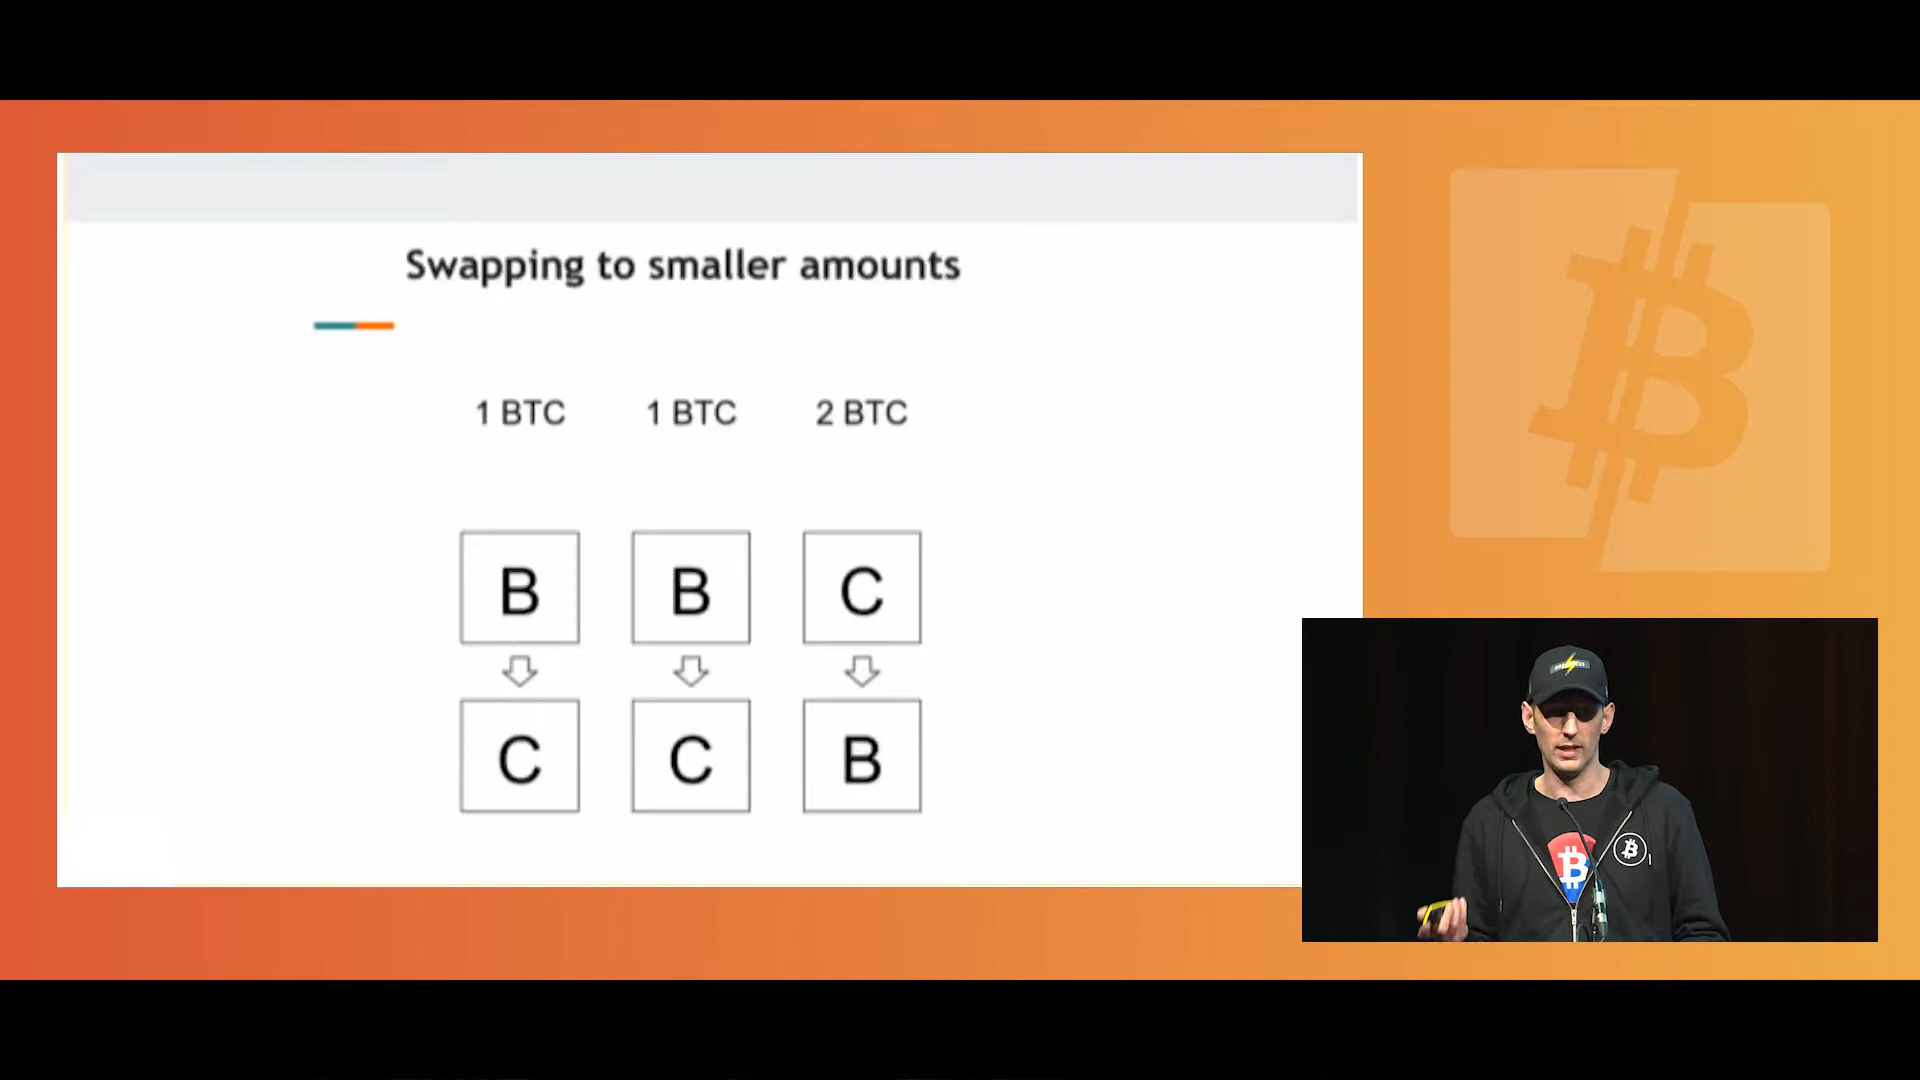 Swapping to smaller amounts
1 BTC 1 BTC 2 BTC
B B C
C C B